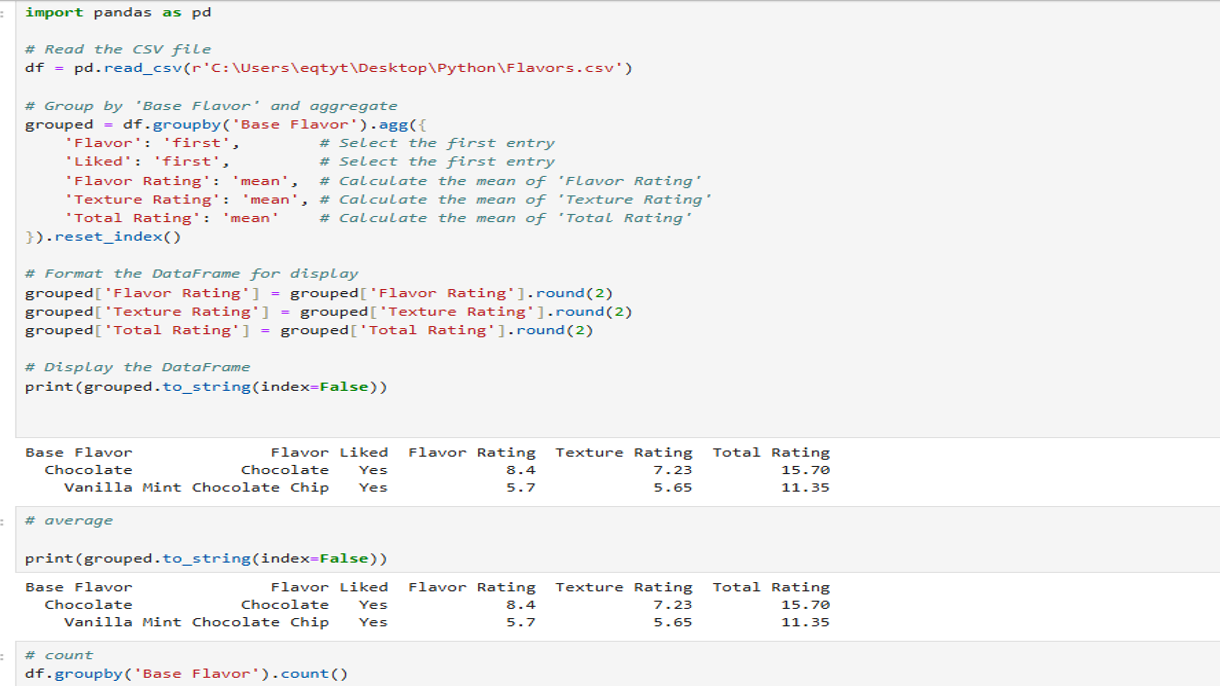 import pandas as pd
# Read the CSV file
df = pd.read_csv(r'C:\Users\eqtyt\Desktop\Python\Flavors.csv')
# Group by 'Base Flavor' and aggregate
grouped = df.groupby('Base Flavor').agg({
    'Flavor': 'first',        # Select the first entry
    'Liked': 'first',         # Select the first entry
    'Flavor Rating': 'mean',  # Calculate the mean of 'Flavor Rating'
    'Texture Rating': 'mean', # Calculate the mean of 'Texture Rating'
    'Total Rating': 'mean'    # Calculate the mean of 'Total Rating'
}).reset_index()
# Format the DataFrame for display
grouped['Flavor Rating'] = grouped['Flavor Rating'].round(2)
grouped['Texture Rating'] = grouped['Texture Rating'].round(2)
grouped['Total Rating'] = grouped['Total Rating'].round(2)
# Display the DataFrame
print(grouped.to_string(index=False))
Base Flavor              Flavor Liked  Flavor Rating  Texture Rating  Total Rating
  Chocolate           Chocolate   Yes            8.4            7.23         15.70
    Vanilla Mint Chocolate Chip   Yes            5.7            5.65         11.35
# average
print(grouped.to_string(index=False))
Base Flavor              Flavor Liked  Flavor Rating  Texture Rating  Total Rating
  Chocolate           Chocolate   Yes            8.4            7.23         15.70
    Vanilla Mint Chocolate Chip   Yes            5.7            5.65         11.35
# count
df.groupby('Base Flavor').count()